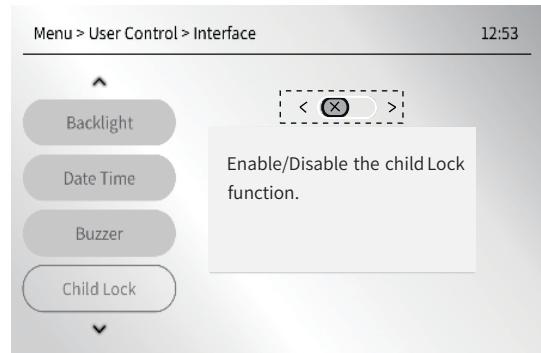 Menu > User Control > Interface 12:53
Backlight
Date Time
Buzzer
Child Lock
< >
Enable/Disable the child Lock
function.